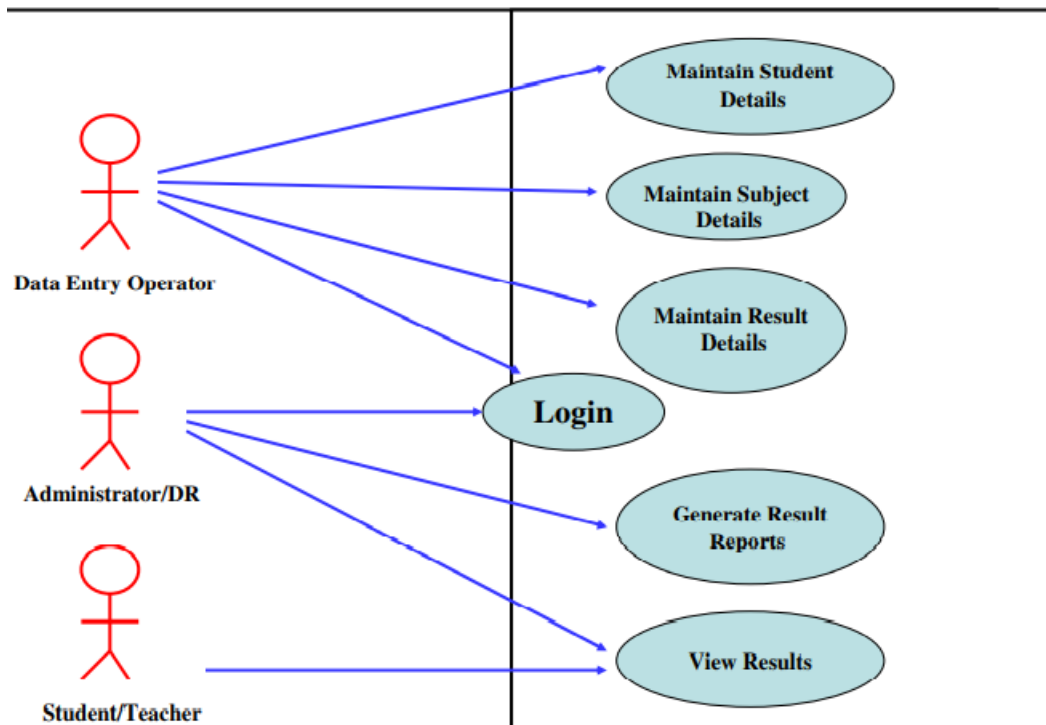 Maintain Student
Details
Maintain Subject
Details
Data Entry Operator
Maintain Result
Details
Login
Administrator/DR
Generate Result
Reports
View Results
Student/Teacher